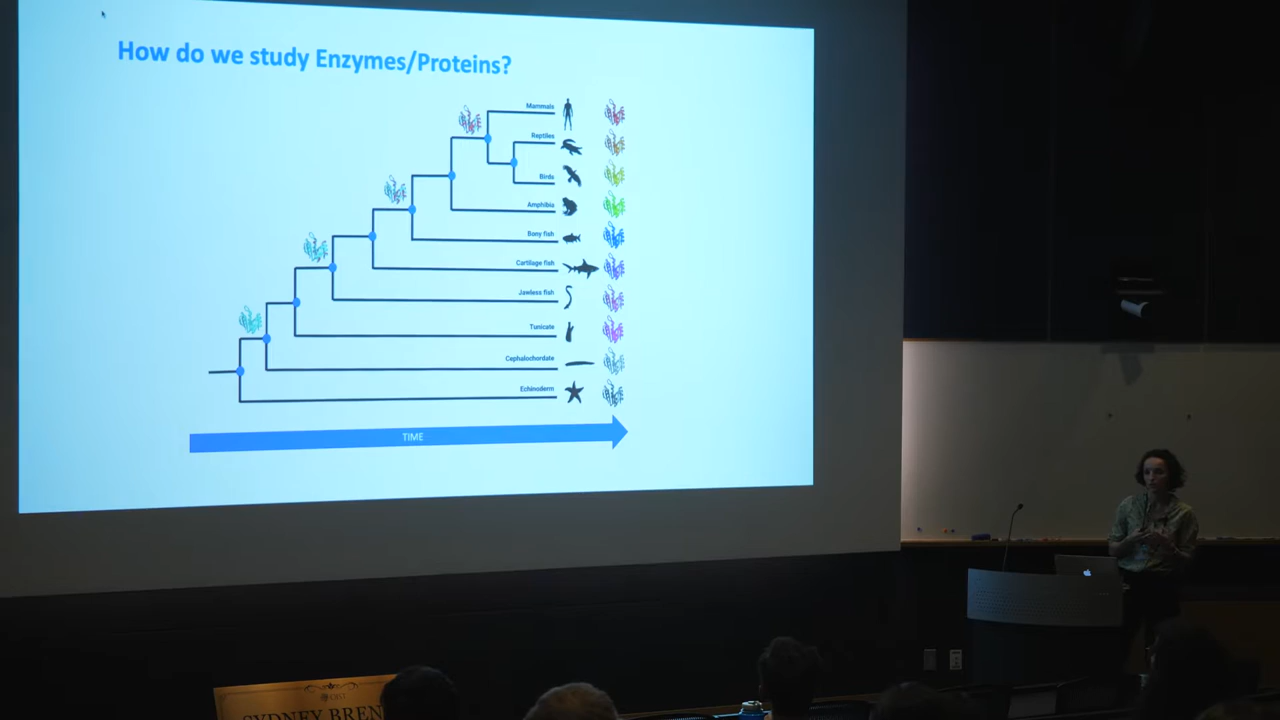 How do we study Enzymes/Proteins?
Mammals
Reptiles
Birds
Amphibia
Bony fish
Cartilage fish
Jawless fish
Tunicate
Cephalochordate
Echinoderm
TIME
OIST
SYDNEY BREN